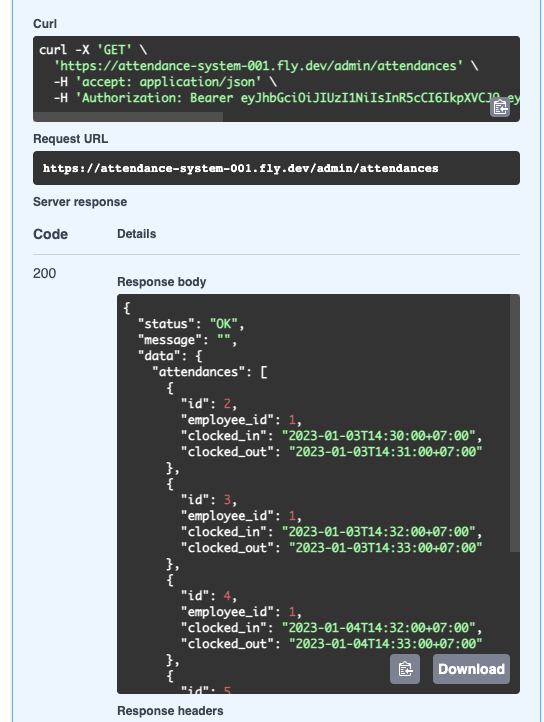 Curl
curl -X 'GET' \
'https://attendance-system-001.fly.dev/admin/attendances' \
-H 'accept: application/json' \
-H 'Authorization: Bearer eyJhbGciOiJIUzI1NiIsInR5cCI6IkpXVCJ9.ey
Request URL
https://attendance-system-001.fly.dev/admin/attendances
Server response
Code Details
200
Response body
{
"status": "OK",
"message": "",
"data": {
"attendances": [
{
"id": 2,
"employee_id": 1,
"clocked_in": "2023-01-03T14:30:00+07:00",
"clocked_out": "2023-01-03T14:31:00+07:00"
},
{
"id": 3,
"employee_id": 1,
"clocked_in": "2023-01-03T14:32:00+07:00",
"clocked_out": "2023-01-03T14:33:00+07:00"
},
{
"id": 4,
"employee_id": 1,
"clocked_in": "2023-01-04T14:32:00+07:00",
"clocked_out": "2023-01-04T14:33:00+07:00"
},
{
"id": 5
Download
Response headers